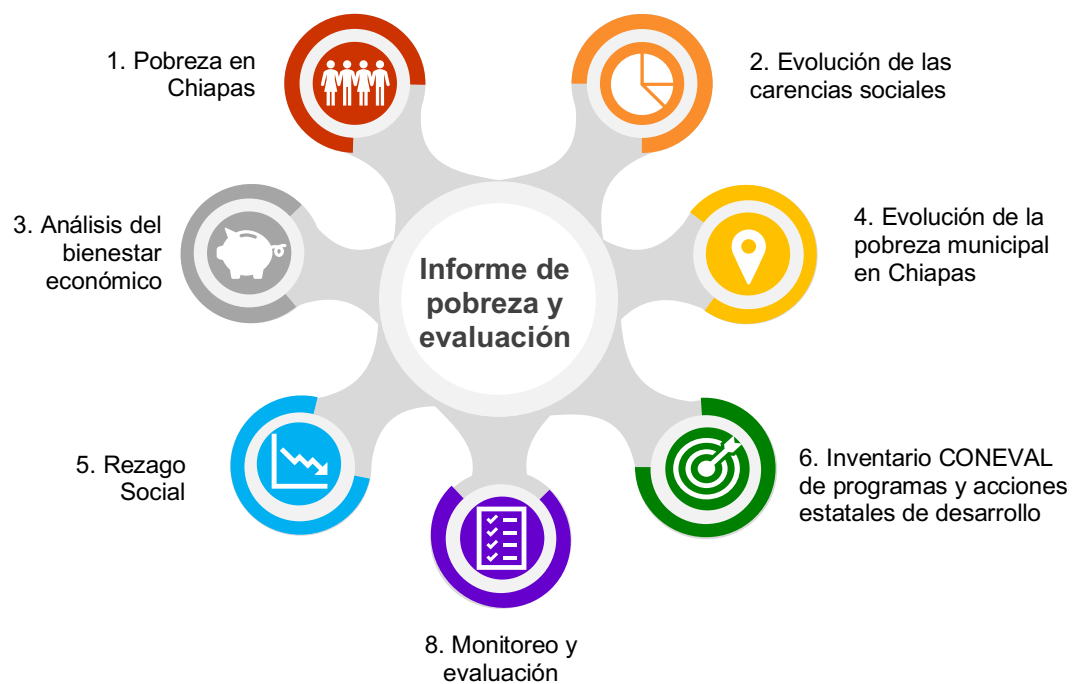 1. Pobreza en
Chiapas
2. Evolución de las
carencias sociales
3. Análisis del
bienestar
económico
Informe de
pobreza y
evaluación
4. Evolución de la
pobreza municipal
en Chiapas
5. Rezago
Social
6. Inventario CONEVAL
de programas y acciones
estatales de desarrollo
8. Monitoreo y
evaluación